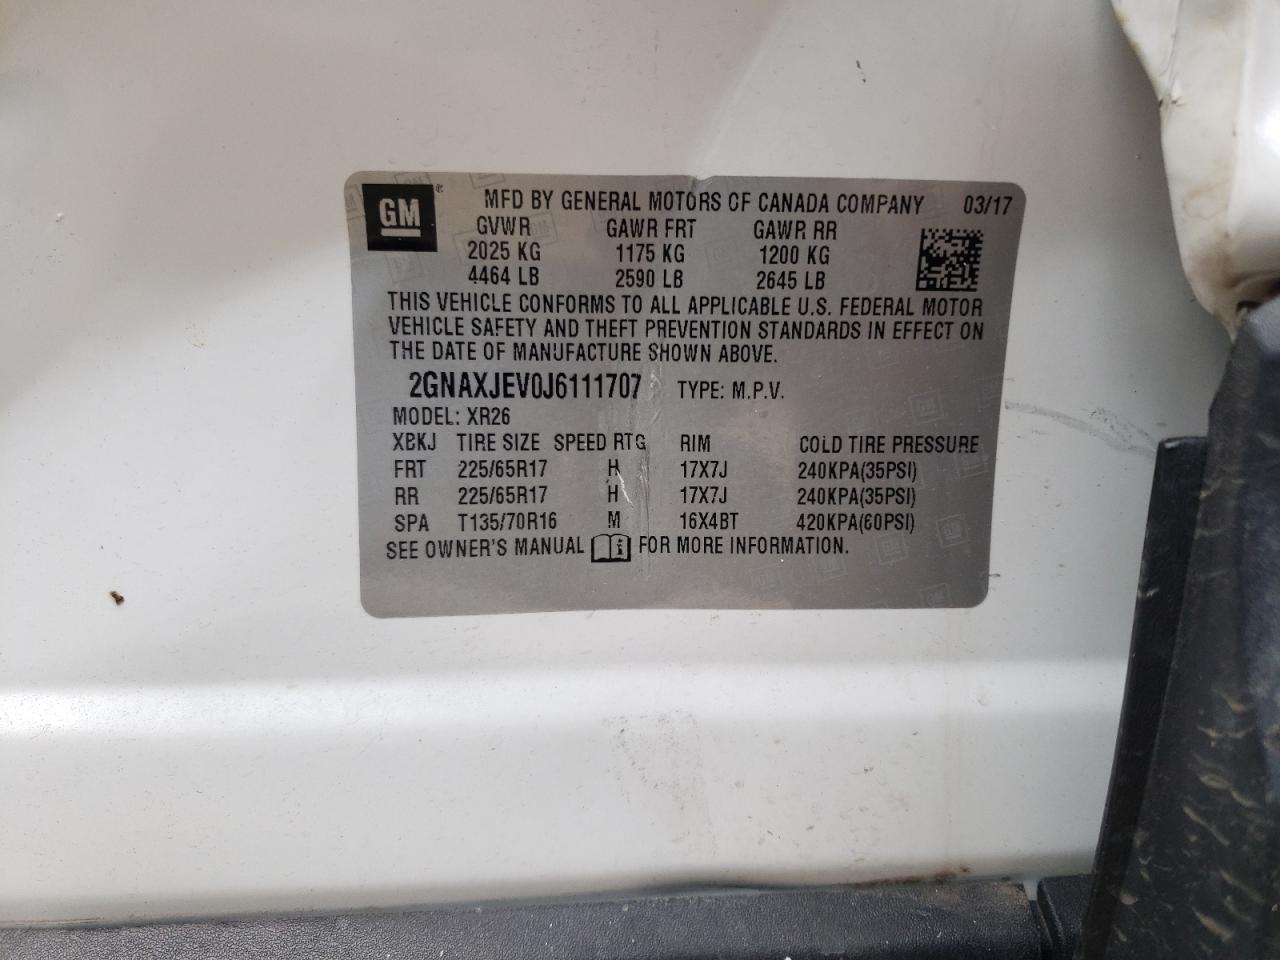 GM ® MFD BY GENERAL MOTORS OF CANADA COMPANY 03/17
GVWR GAWR FRT GAWR RR
2025 KG 1175 KG 1200 KG
4464 LB 2590 LB 2645 LB
THIS VEHICLE CONFORMS TO ALL APPLICABLE U.S. FEDERAL MOTOR
VEHICLE SAFETY AND THEFT PREVENTION STANDARDS IN EFFECT ON
THE DATE OF MANUFACTURE SHOWN ABOVE.
2GNAXJEV0J6111707 TYPE: M.P.V.
MODEL: XR26
XBKJ TIRE SIZE SPEED RTG RIM COLD TIRE PRESSURE
FRT 225/65R17 H 17X7J 240KPA(35PSI)
RR 225/65R17 H 17X7J 240KPA(35PSI)
SPA T135/70R16 M 16X4BT 420KPA(60PSI)
SEE OWNER'S MANUAL FOR MORE INFORMATION.